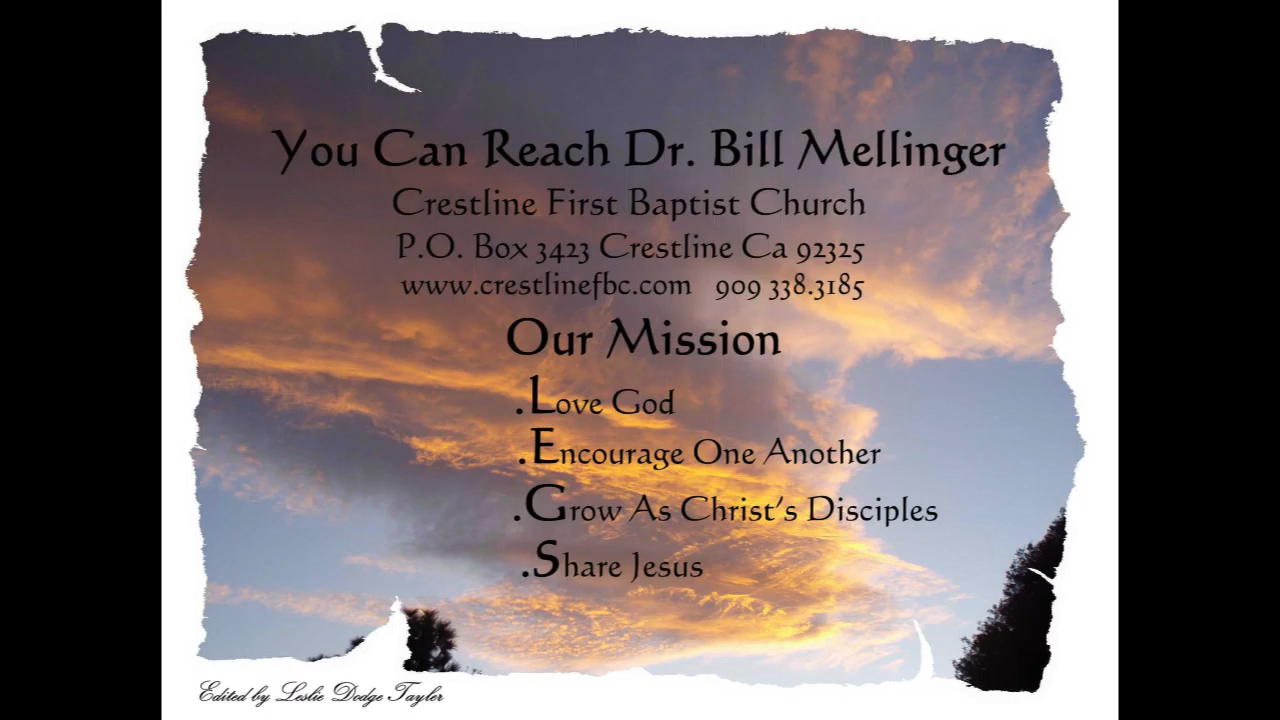 You Can Reach Dr. Bill Mellinger
Crestline First Baptist Church
P.O. Box 3423 Crestline Ca 92325
www.crestlinefbc.com 909 338.3185
Our Mission
.Love God
.Encourage One Another
.Grow As Christ's Disciples
.Share Jesus
Edited by Leslie Dodge Tayler